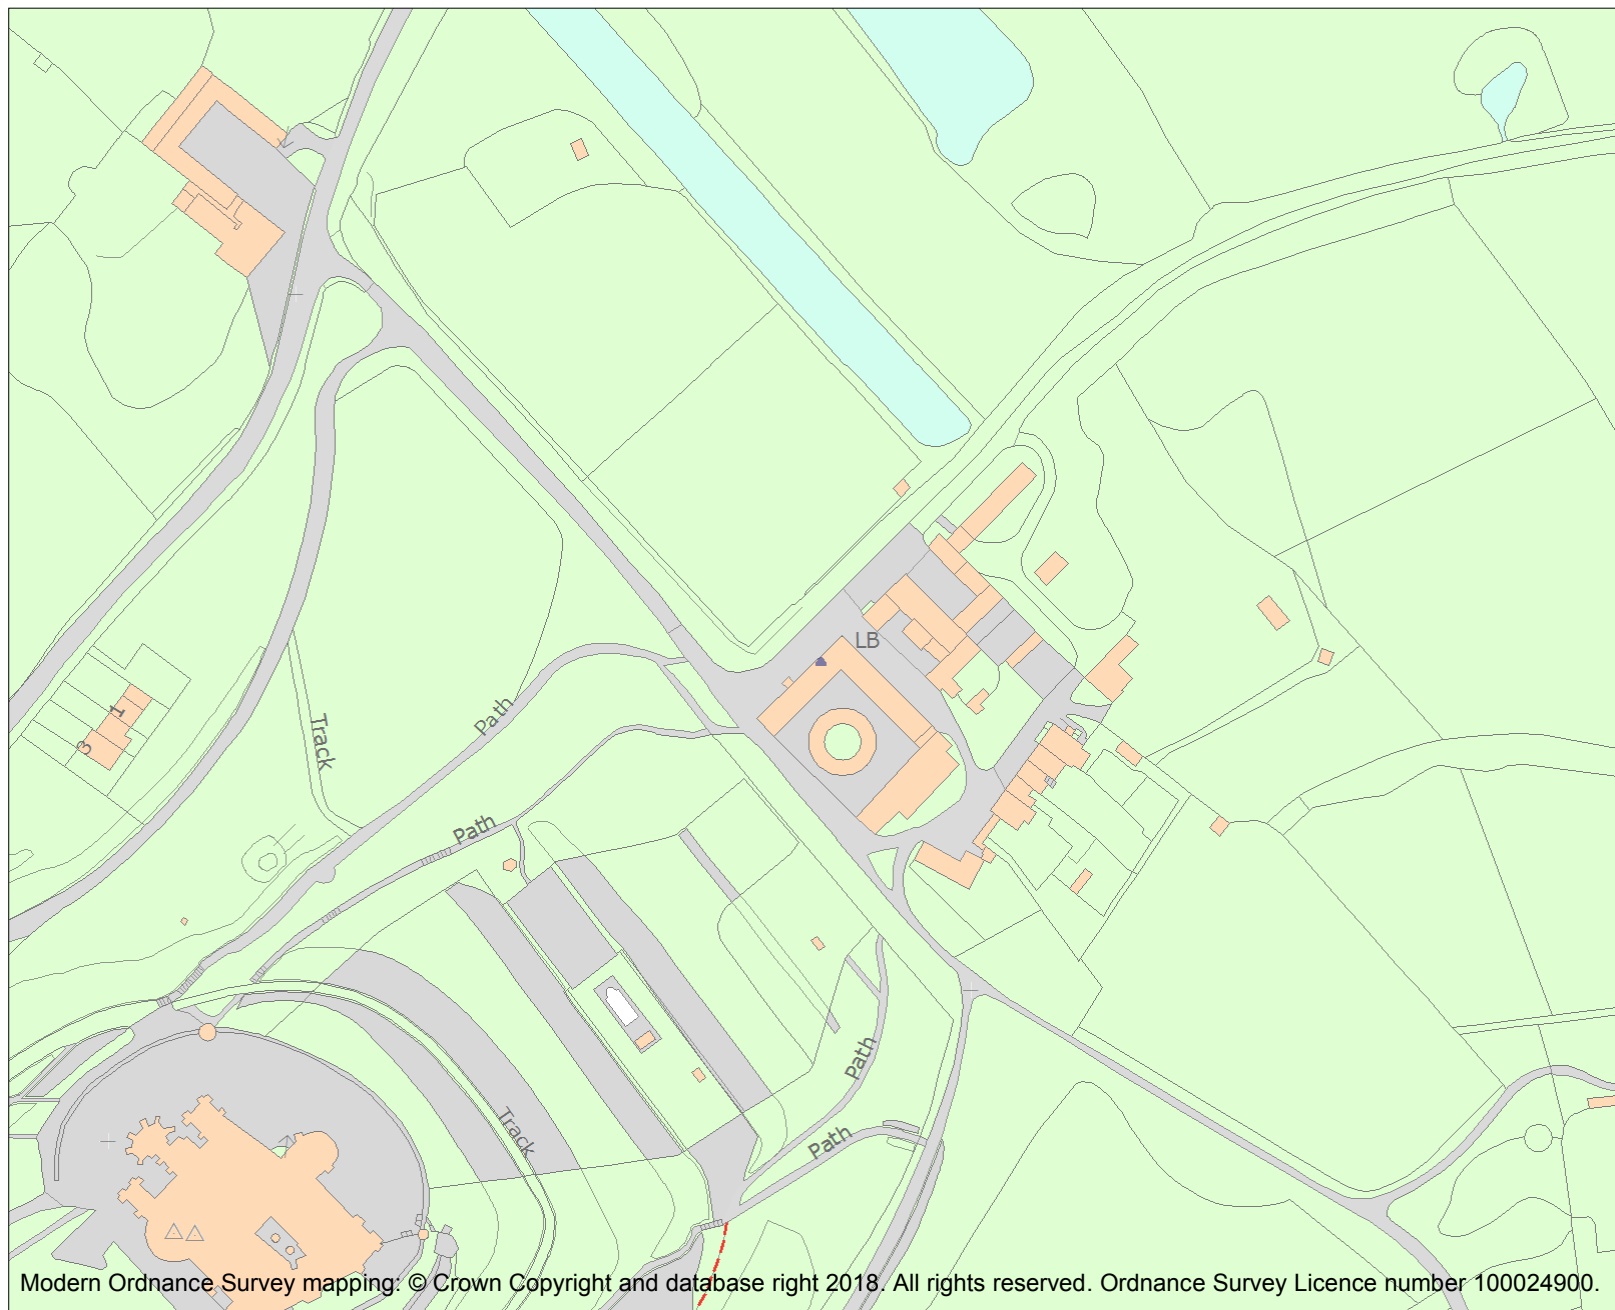 LB
Path
1
3
Track
Path
Path
Track
Path
Modern Ordnance Survey mapping: © Crown Copyright and database right 2018. All rights reserved. Ordnance Survey Licence number 100024900.